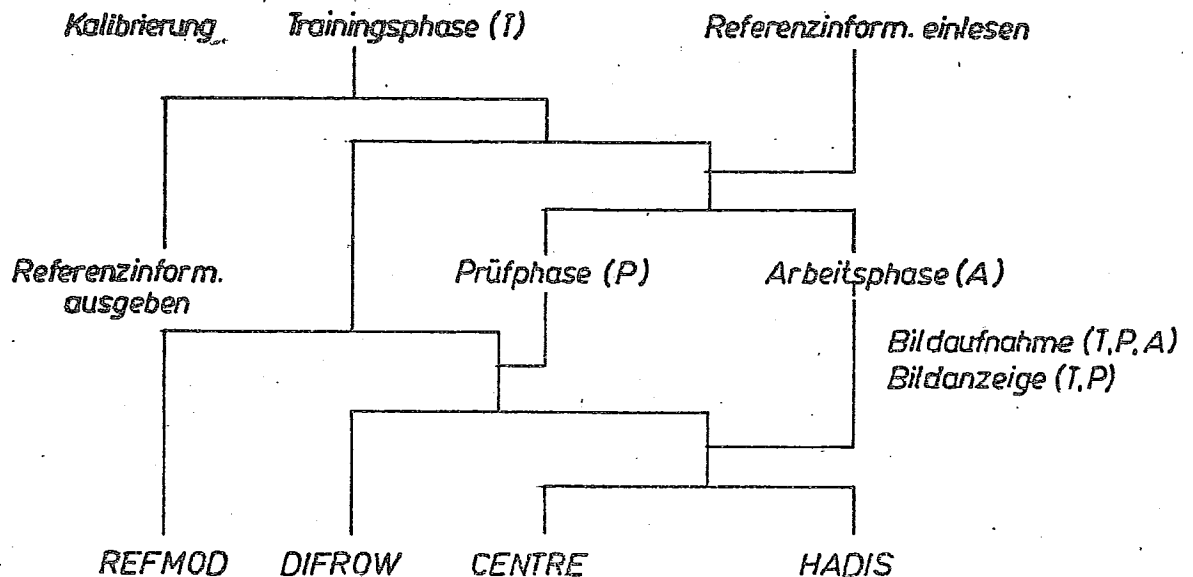 Kalibrierung Trainingsphase (T) Referenzinform. einlesen
Referenzinform.
ausgeben
Prüfphase (P) Arbeitsphase (A)
Bildaufnahme (T,P,A)
Bildanzeige (T,P)
REFMOD DIFROW CENTRE HADIS